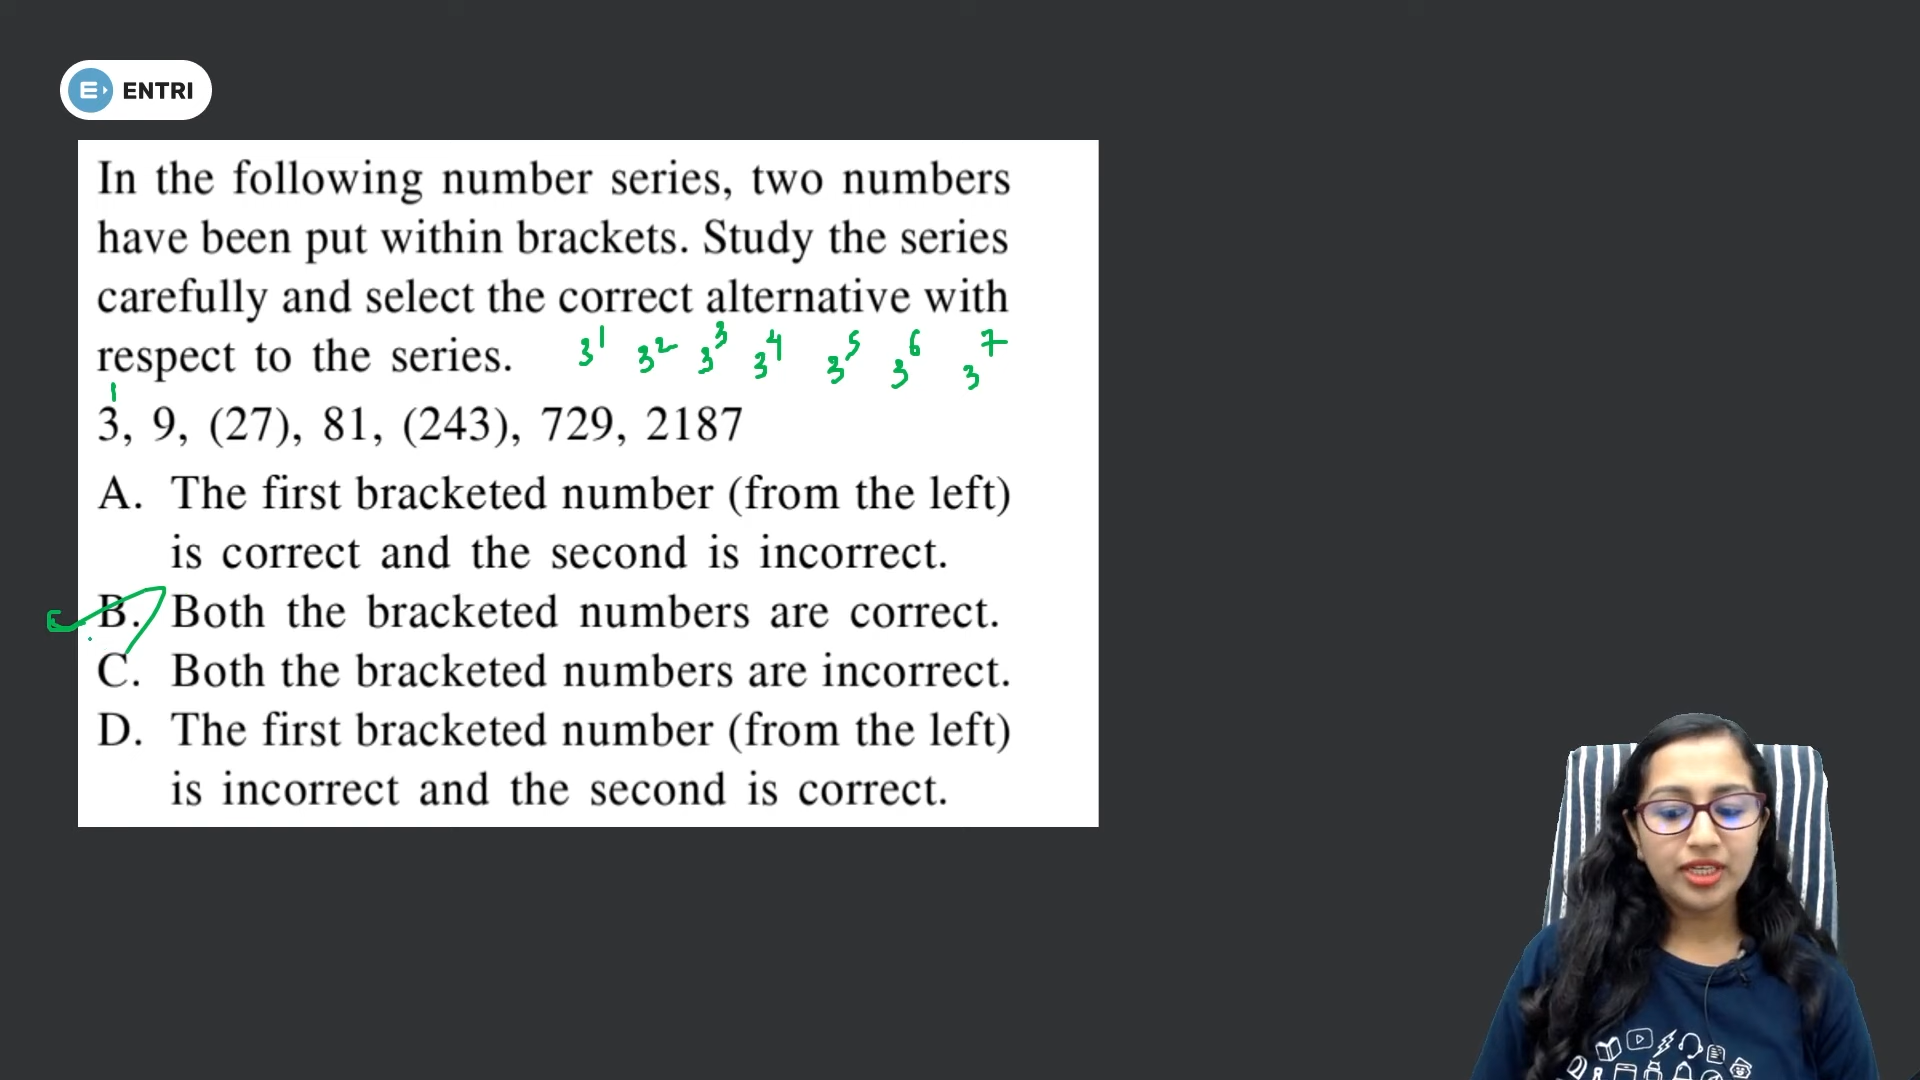 ENTRI
In the following number series, two numbers
have been put within brackets. Study the series
carefully and select the correct alternative with
respect to the series. 3¹ 3² 3³ 3⁴ 3⁵ 3⁶ 3⁷
3, 9, (27), 81, (243), 729, 2187
A. The first bracketed number (from the left)
is correct and the second is incorrect.
B. Both the bracketed numbers are correct.
C. Both the bracketed numbers are incorrect.
D. The first bracketed number (from the left)
is incorrect and the second is correct.